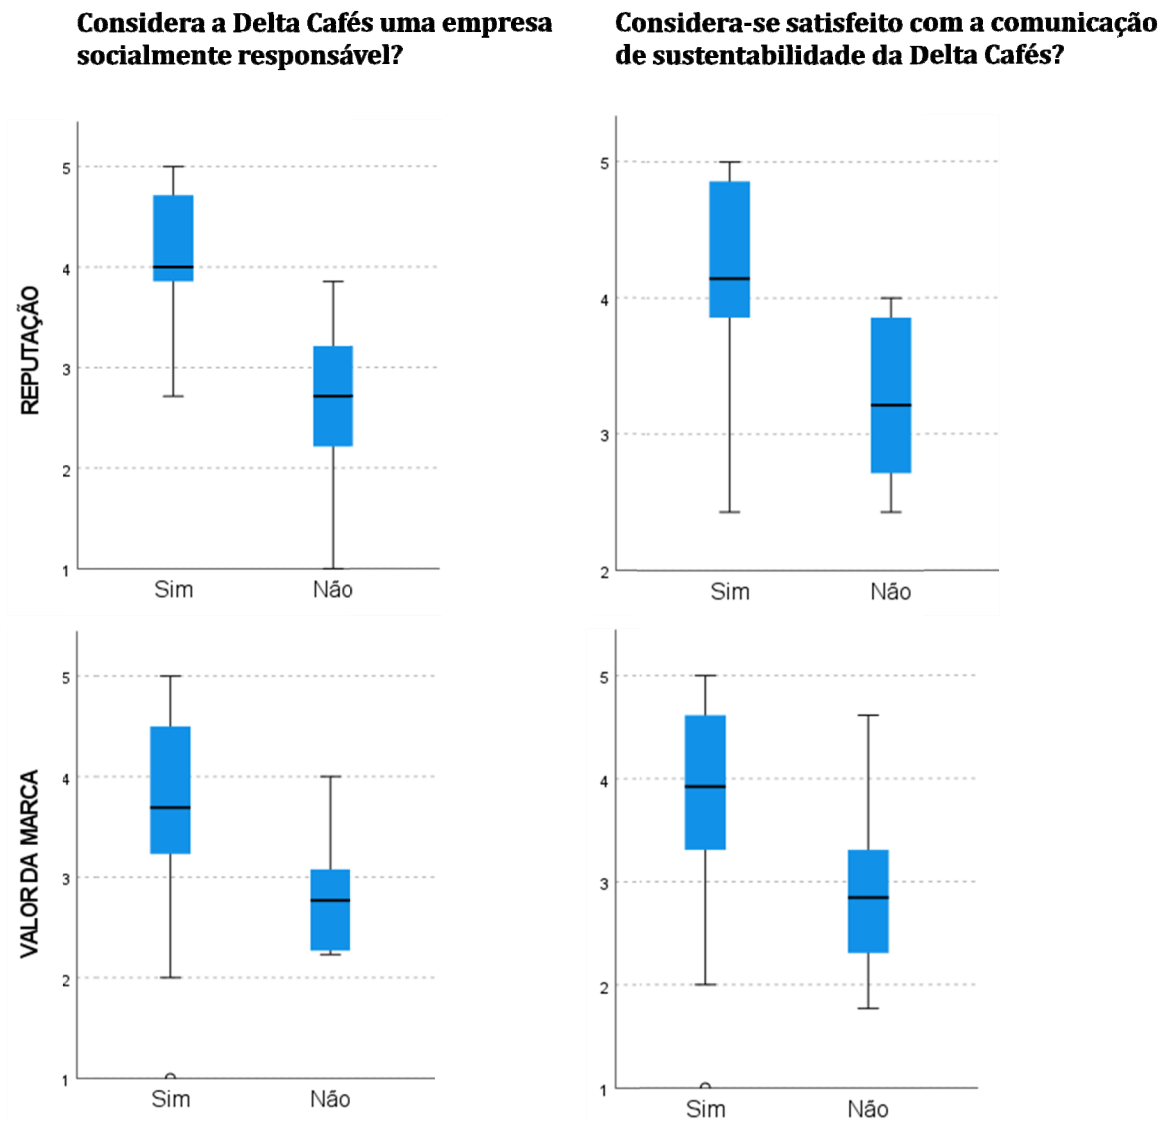 Considera a Delta Cafés uma empresa
socialmente responsável?
Considera-se satisfeito com a comunicação
de sustentabilidade da Delta Cafés?
REPUTAÇÃO
5
4
3
2
1
Sim Não
5
4
3
2
Sim Não
VALOR DA MARCA
5
4
3
2
1
Sim Não
5
4
3
2
1
Sim Não